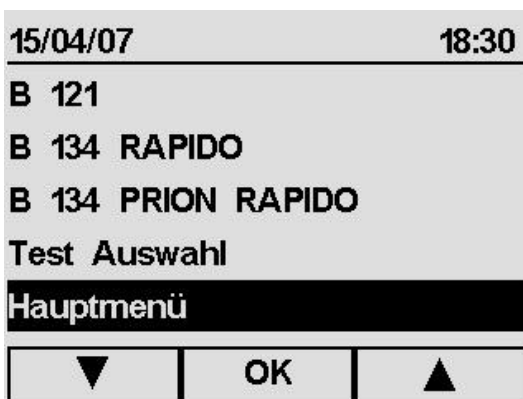 15/04/07 18:30
B 121
B 134 RAPIDO
B 134 PRION RAPIDO
Test Auswahl
Hauptmenü
▼ OK ▲